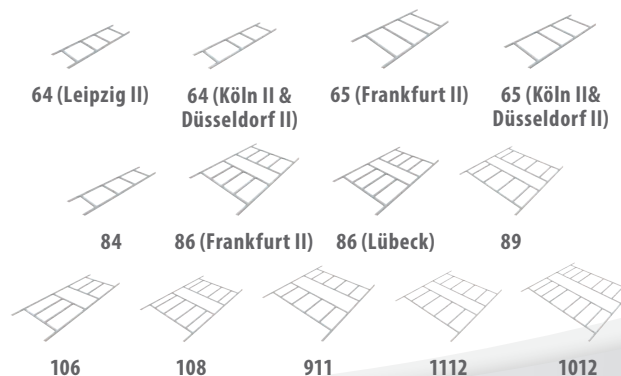 64 (Leipzig II)
64 (Köln II &
Düsseldorf II)
65 (Frankfurt II)
65 (Köln II&
Düsseldorf II)
84
86 (Frankfurt II)
86 (Lübeck)
89
106
108
911
1112
1012